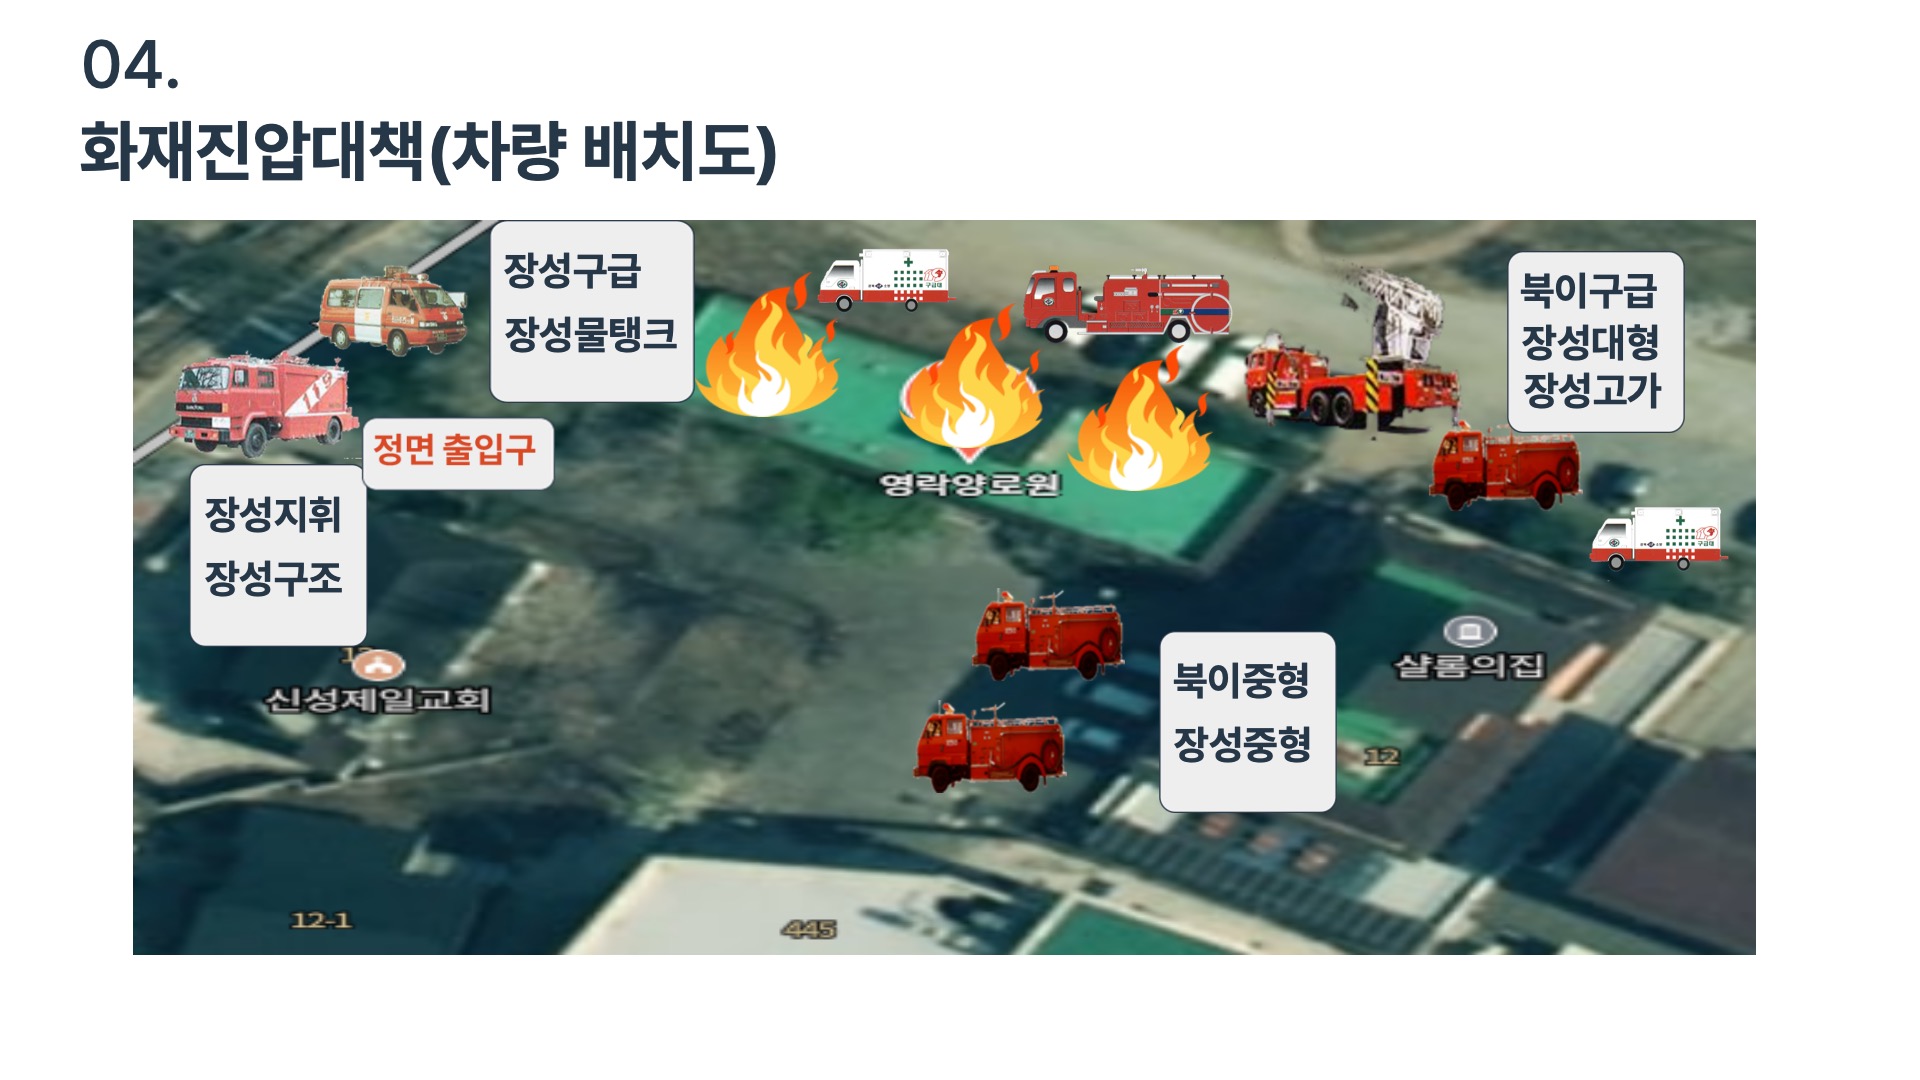 04.
화재진압대책(차량 배치도)
장성구급
장성물탱크
북이구급
장성대형
장성고가
정면 출입구
영락양로원
장성지휘
장성구조
신성제일교회
북이중형
장성중형
샬롬의집
12
12-1
445